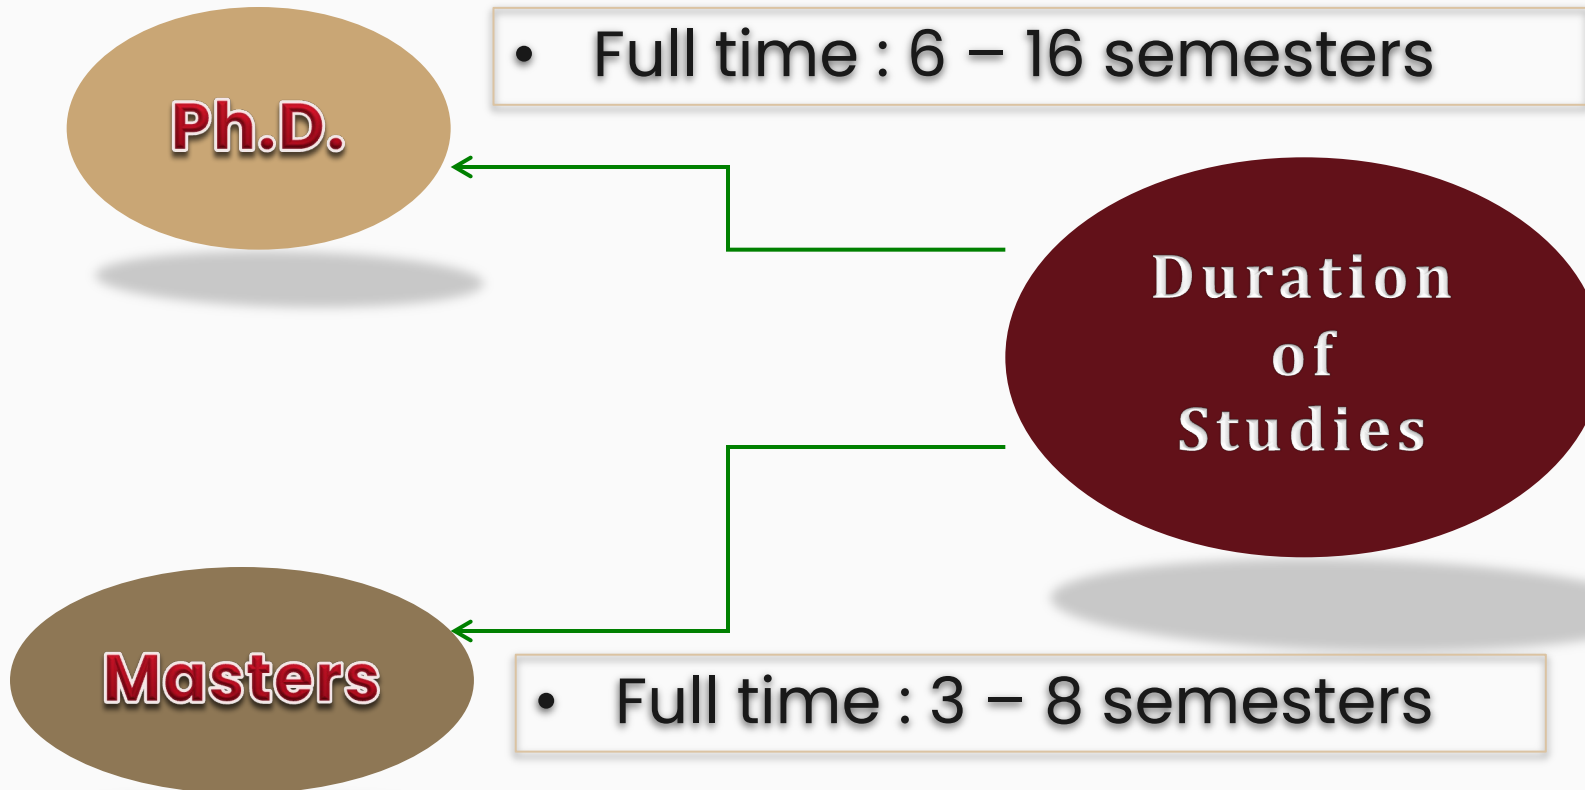 Ph.D.
• Full time : 6 – 16 semesters
Duration
of
Studies
Masters
• Full time : 3 – 8 semesters